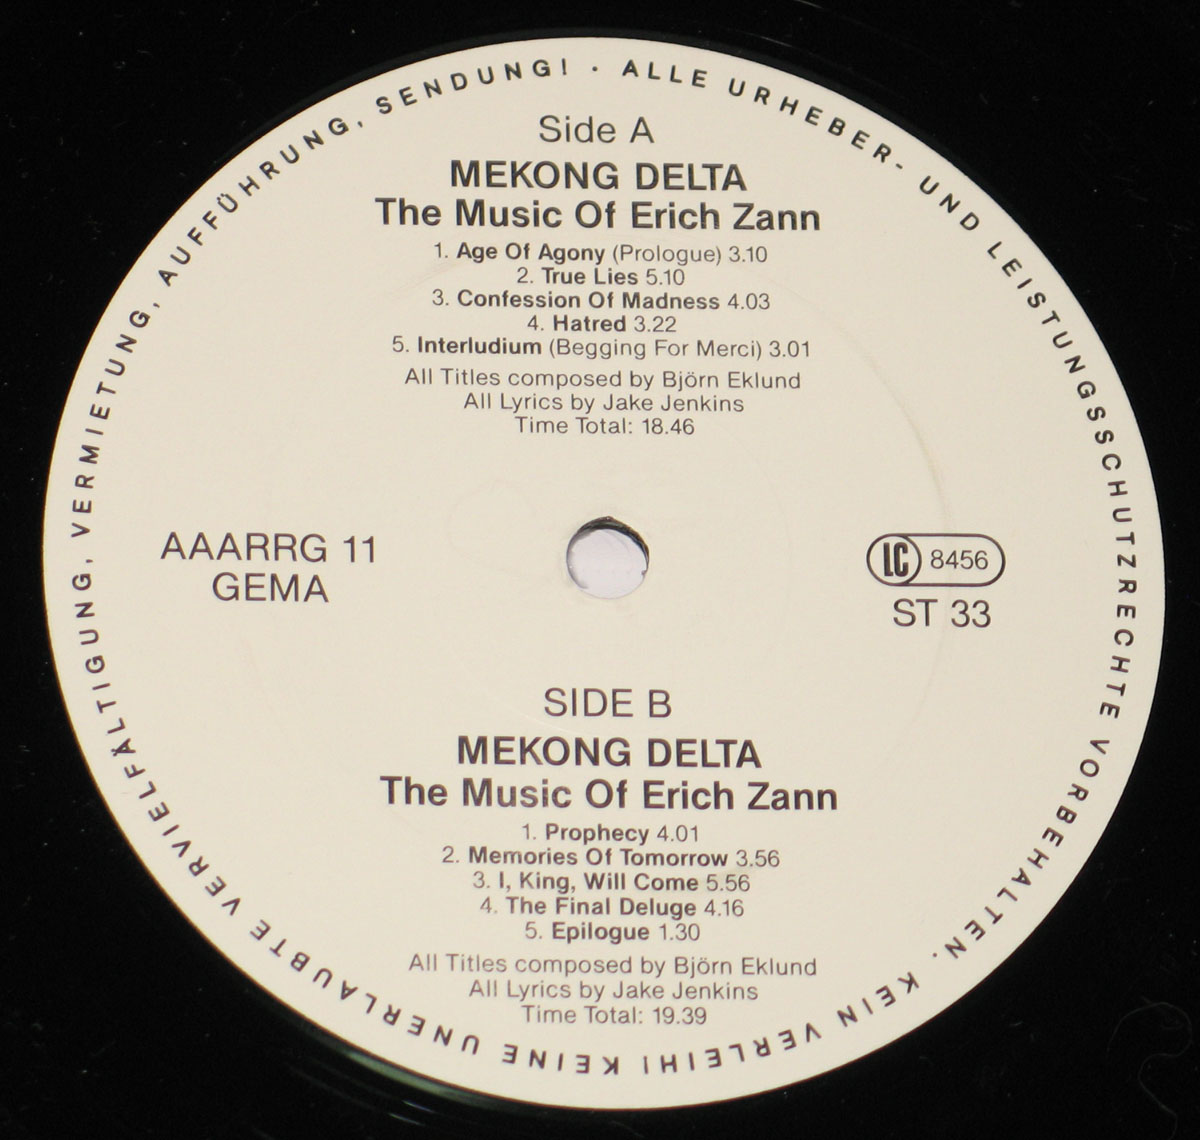 ALLE URHEBER- UND LEISTUNGSSCHUTZRECHTE VORBEHALTEN. KEIN VERLEIH! KEINE UNERLAUBTE VERVIELFÄLTIGUNG, VERMIETUNG, AUFFÜHRUNG, SENDUNG! ·
Side A
MEKONG DELTA
The Music Of Erich Zann
1. Age Of Agony (Prologue) 3.10
2. True Lies 5.10
3. Confession Of Madness 4.03
4. Hatred 3.22
5. Interludium (Begging For Merci) 3.01
All Titles composed by Björn Eklund
All Lyrics by Jake Jenkins
Time Total: 18.46
AAARRG 11
GEMA
LC 8456
ST 33
SIDE B
MEKONG DELTA
The Music Of Erich Zann
1. Prophecy 4.01
2. Memories Of Tomorrow 3.56
3. I, King, Will Come 5.56
4. The Final Deluge 4.16
5. Epilogue 1.30
All Titles composed by Björn Eklund
All Lyrics by Jake Jenkins
Time Total: 19.39